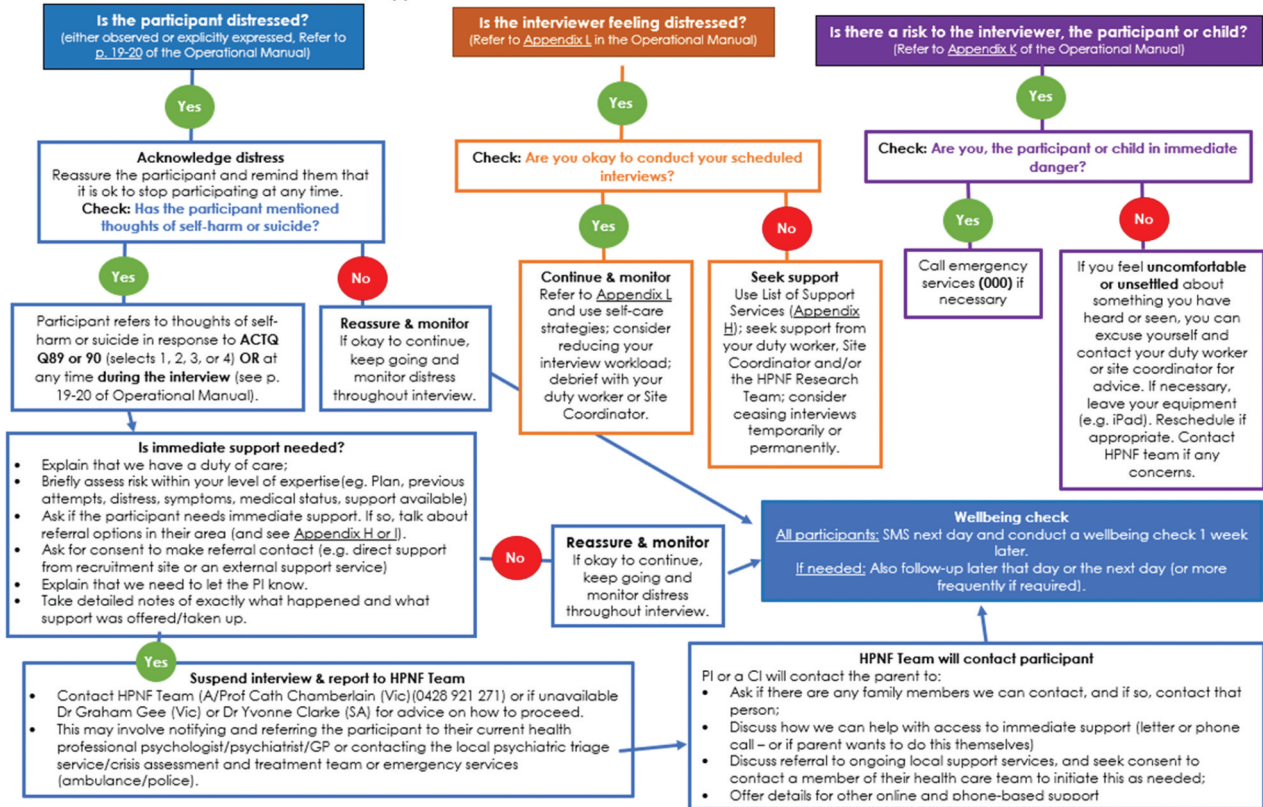 Is the participant distressed?
(either observed or explicitly expressed, Refer to
p. 19-20 of the Operational Manual)
Yes
Acknowledge distress
Reassure the participant and remind them that
it is ok to stop participating at any time.
Check: Has the participant mentioned
thoughts of self-harm or suicide?
Yes
No
Participant refers to thoughts of self-
harm or suicide in response to ACTQ
Q89 or 90 (selects 1, 2, 3, or 4) OR at
any time during the interview (see p.
19-20 of Operational Manual).
Reassure & monitor
If okay to continue,
keep going and
monitor distress
throughout interview.
Is immediate support needed?
• Explain that we have a duty of care;
• Briefly assess risk within your level of expertise(eg. Plan, previous
attempts, distress, symptoms, medical status, support available)
• Ask if the participant needs immediate support. If so, talk about
referral options in their area (and see Appendix H or I).
• Ask for consent to make referral contact (e.g. direct support
from recruitment site or an external support service)
• Explain that we need to let the PI know.
• Take detailed notes of exactly what happened and what
support was offered/taken up.
No
Reassure & monitor
If okay to continue,
keep going and
monitor distress
throughout interview.
Yes
Suspend interview & report to HPNF Team
• Contact HPNF Team (A/Prof Cath Chamberlain (Vic)(0428 921 271) or if unavailable
Dr Graham Gee (Vic) or Dr Yvonne Clarke (SA) for advice on how to proceed.
• This may involve notifying and referring the participant to their current health
professional psychologist/psychiatrist/GP or contacting the local psychiatric triage
service/crisis assessment and treatment team or emergency services
(ambulance/police).
Is the interviewer feeling distressed?
(Refer to Appendix L in the Operational Manual)
Yes
Check: Are you okay to conduct your scheduled
interviews?
Yes
No
Continue & monitor
Refer to Appendix L
and use self-care
strategies; consider
reducing your
interview workload;
debrief with your
duty worker or Site
Coordinator.
Seek support
Use List of Support
Services (Appendix
H); seek support from
your duty worker, Site
Coordinator and/or
the HPNF Research
Team; consider
ceasing interviews
temporarily or
permanently.
Is there a risk to the interviewer, the participant or child?
(Refer to Appendix K of the Operational Manual)
Yes
Check: Are you, the participant or child in immediate
danger?
Yes
No
Call emergency
services (000) if
necessary
If you feel uncomfortable
or unsettled about
something you have
heard or seen, you can
excuse yourself and
contact your duty worker
or site coordinator for
advice. If necessary,
leave your equipment
(e.g. iPad). Reschedule if
appropriate. Contact
HPNF team if any
concerns.
Wellbeing check
All participants: SMS next day and conduct a wellbeing check 1 week
later.
If needed: Also follow-up later that day or the next day (or more
frequently if required).
HPNF Team will contact participant
PI or a CI will contact the parent to:
• Ask if there are any family members we can contact, and if so, contact that
person;
• Discuss how we can help with access to immediate support (letter or phone
call – or if parent wants to do this themselves)
• Discuss referral to ongoing local support services, and seek consent to
contact a member of their health care team to initiate this as needed;
• Offer details for other online and phone-based support